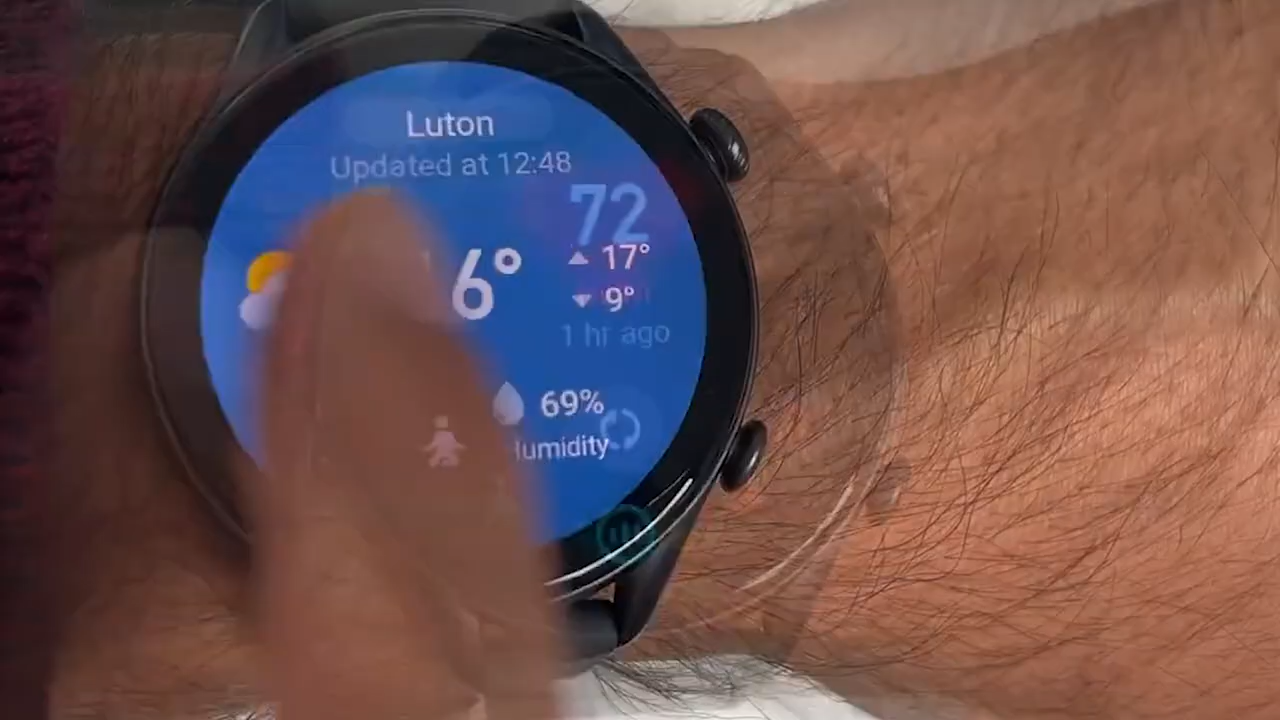 Luton
Updated at 12:48
72
6°
17°
9°
1 hr ago
69%
Humidity